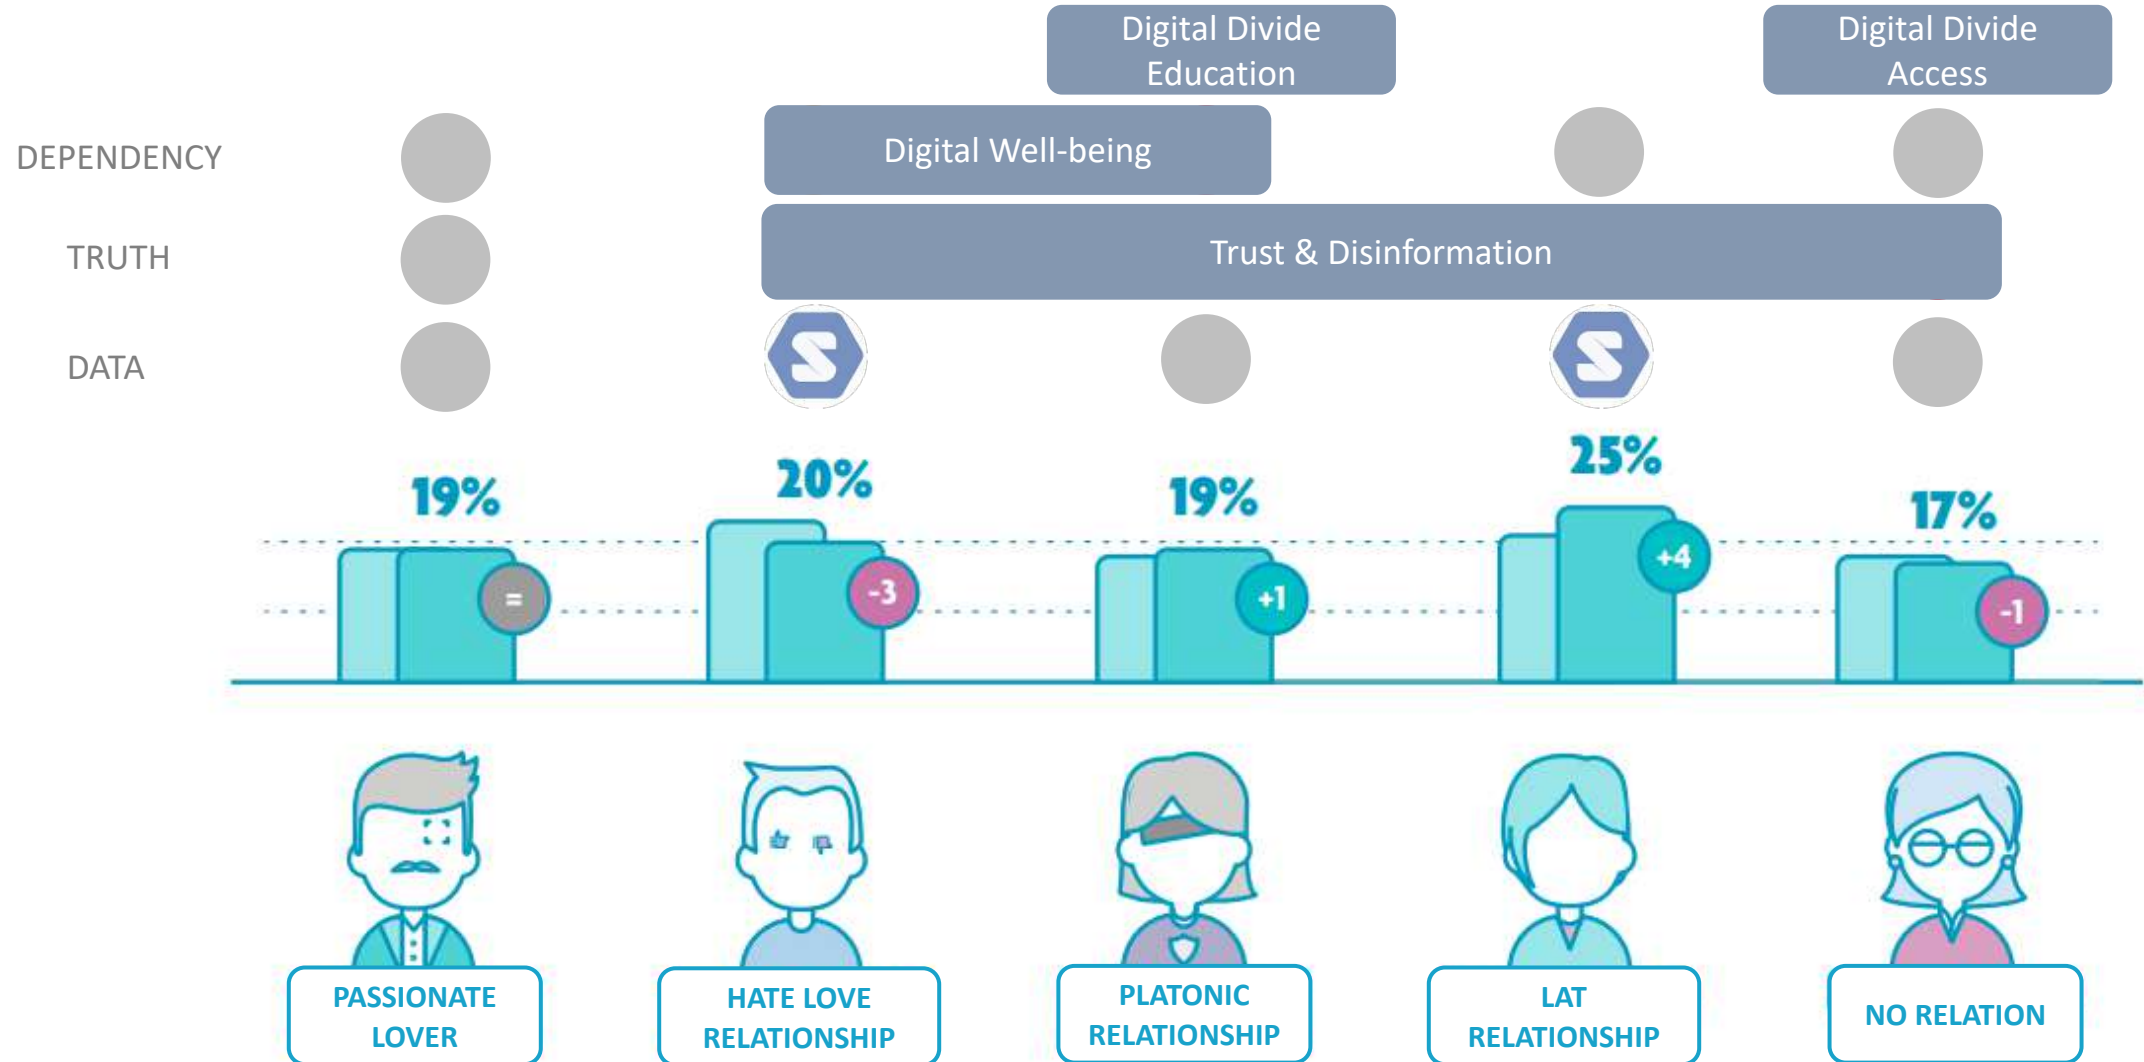 Digital Divide
Education
Digital Divide
Access
DEPENDENCY
Digital Well-being
TRUTH
Trust & Disinformation
DATA
S
S
19%
20%
19%
25%
17%
=
-3
+1
+4
-1
PASSIONATE
LOVER
HATE LOVE
RELATIONSHIP
PLATONIC
RELATIONSHIP
LAT
RELATIONSHIP
NO RELATION